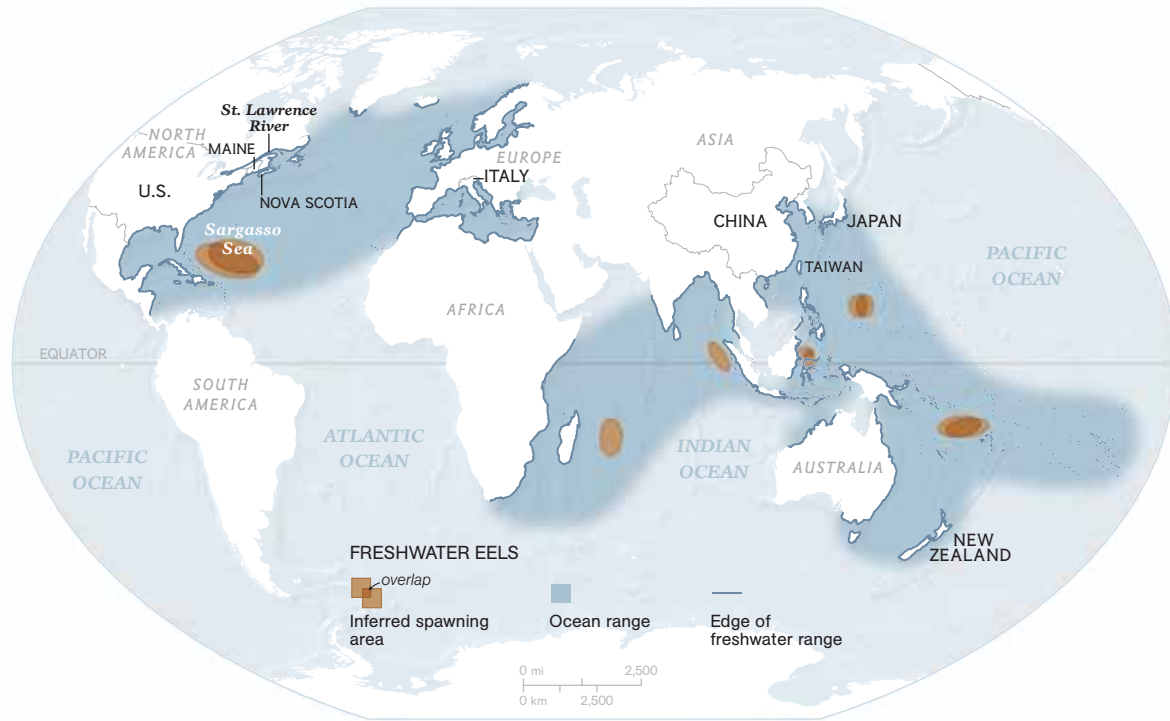 St. Lawrence
River
NORTH
AMERICA
MAINE
ASIA
EUROPE
ITALY
U.S.
NOVA SCOTIA
CHINA
JAPAN
Sargasso
Sea
PACIFIC
OCEAN
TAIWAN
AFRICA
EQUATOR
SOUTH
AMERICA
ATLANTIC
OCEAN
INDIAN
OCEAN
PACIFIC
OCEAN
AUSTRALIA
NEW
ZEALAND
FRESHWATER EELS
overlap
Inferred spawning
area
Ocean range
Edge of
freshwater range
0 mi 2,500
0 km 2,500